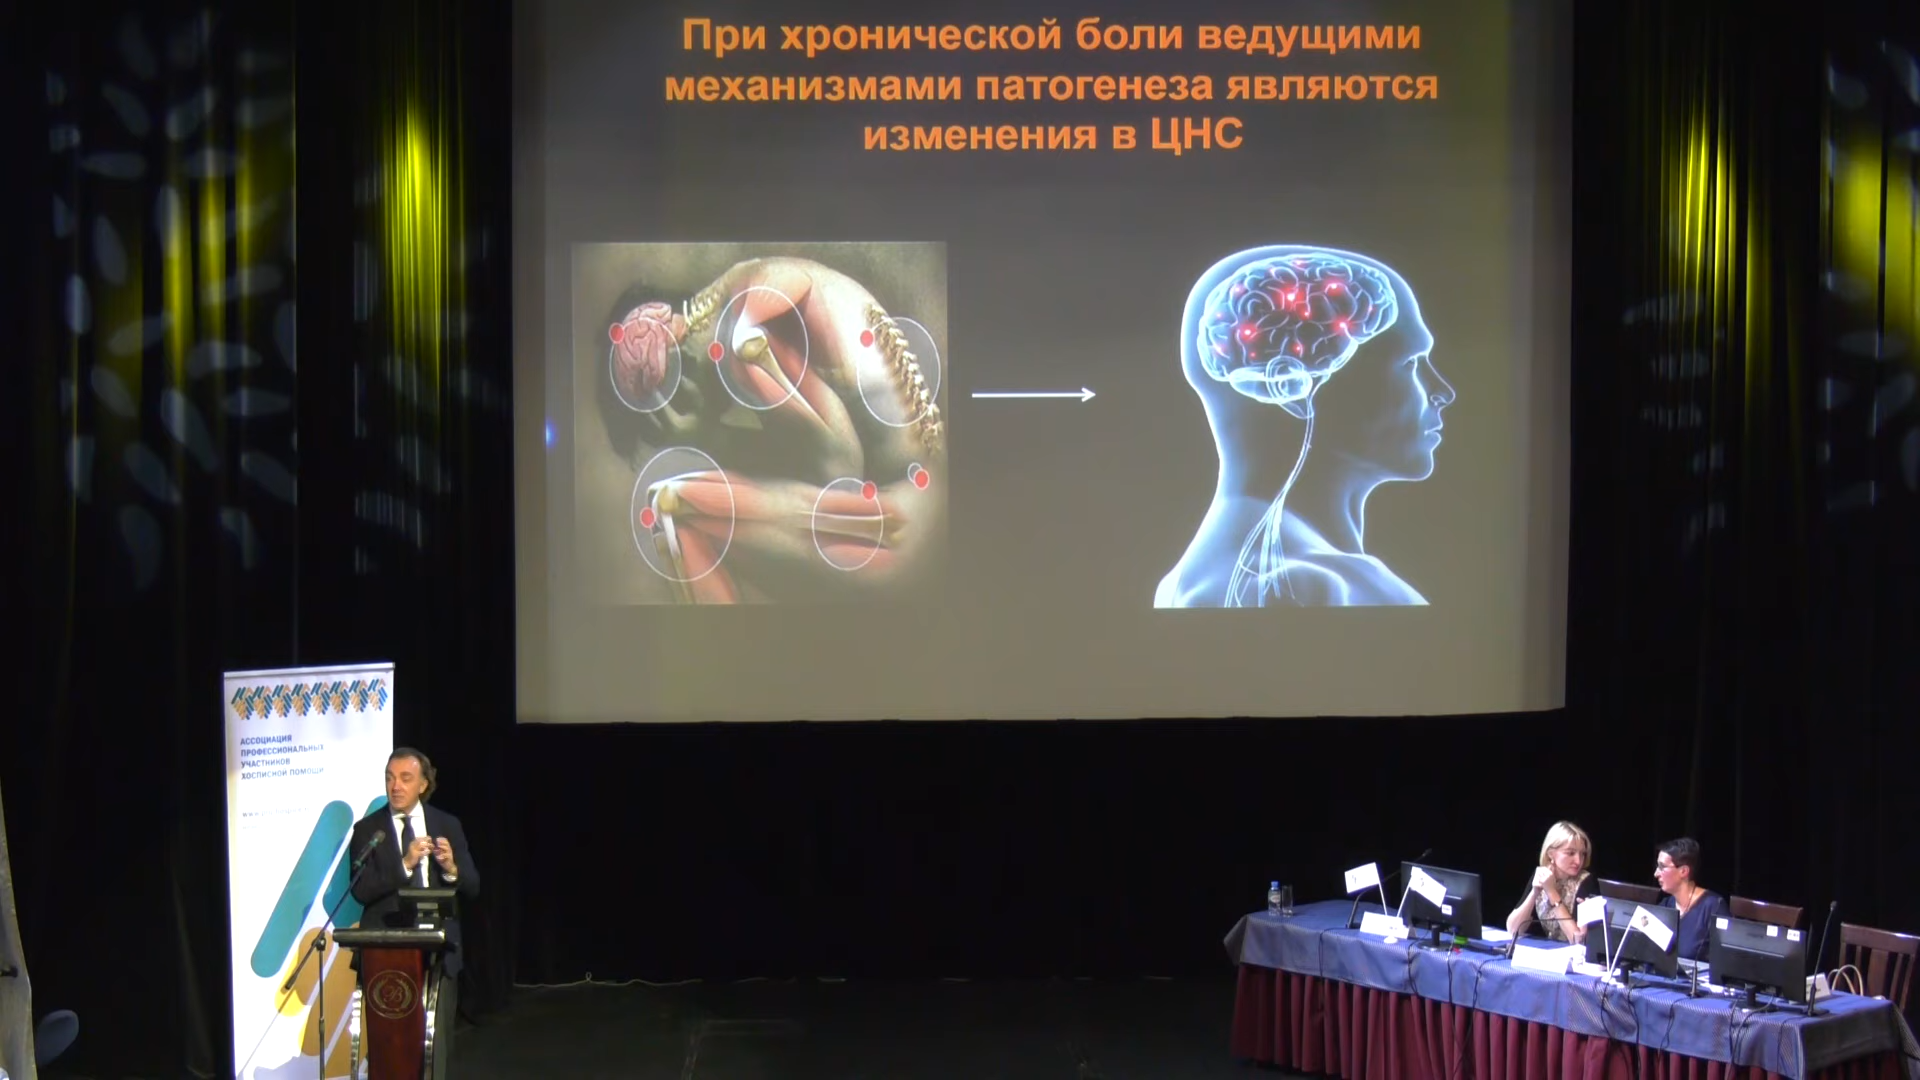 При хронической боли ведущими
механизмами патогенеза являются
изменения в ЦНС
АССОЦИАЦИЯ
ПРОФЕССИОНАЛЬНЫХ
УЧАСТНИКОВ
ХОСПИСНОЙ ПОМОЩИ
В